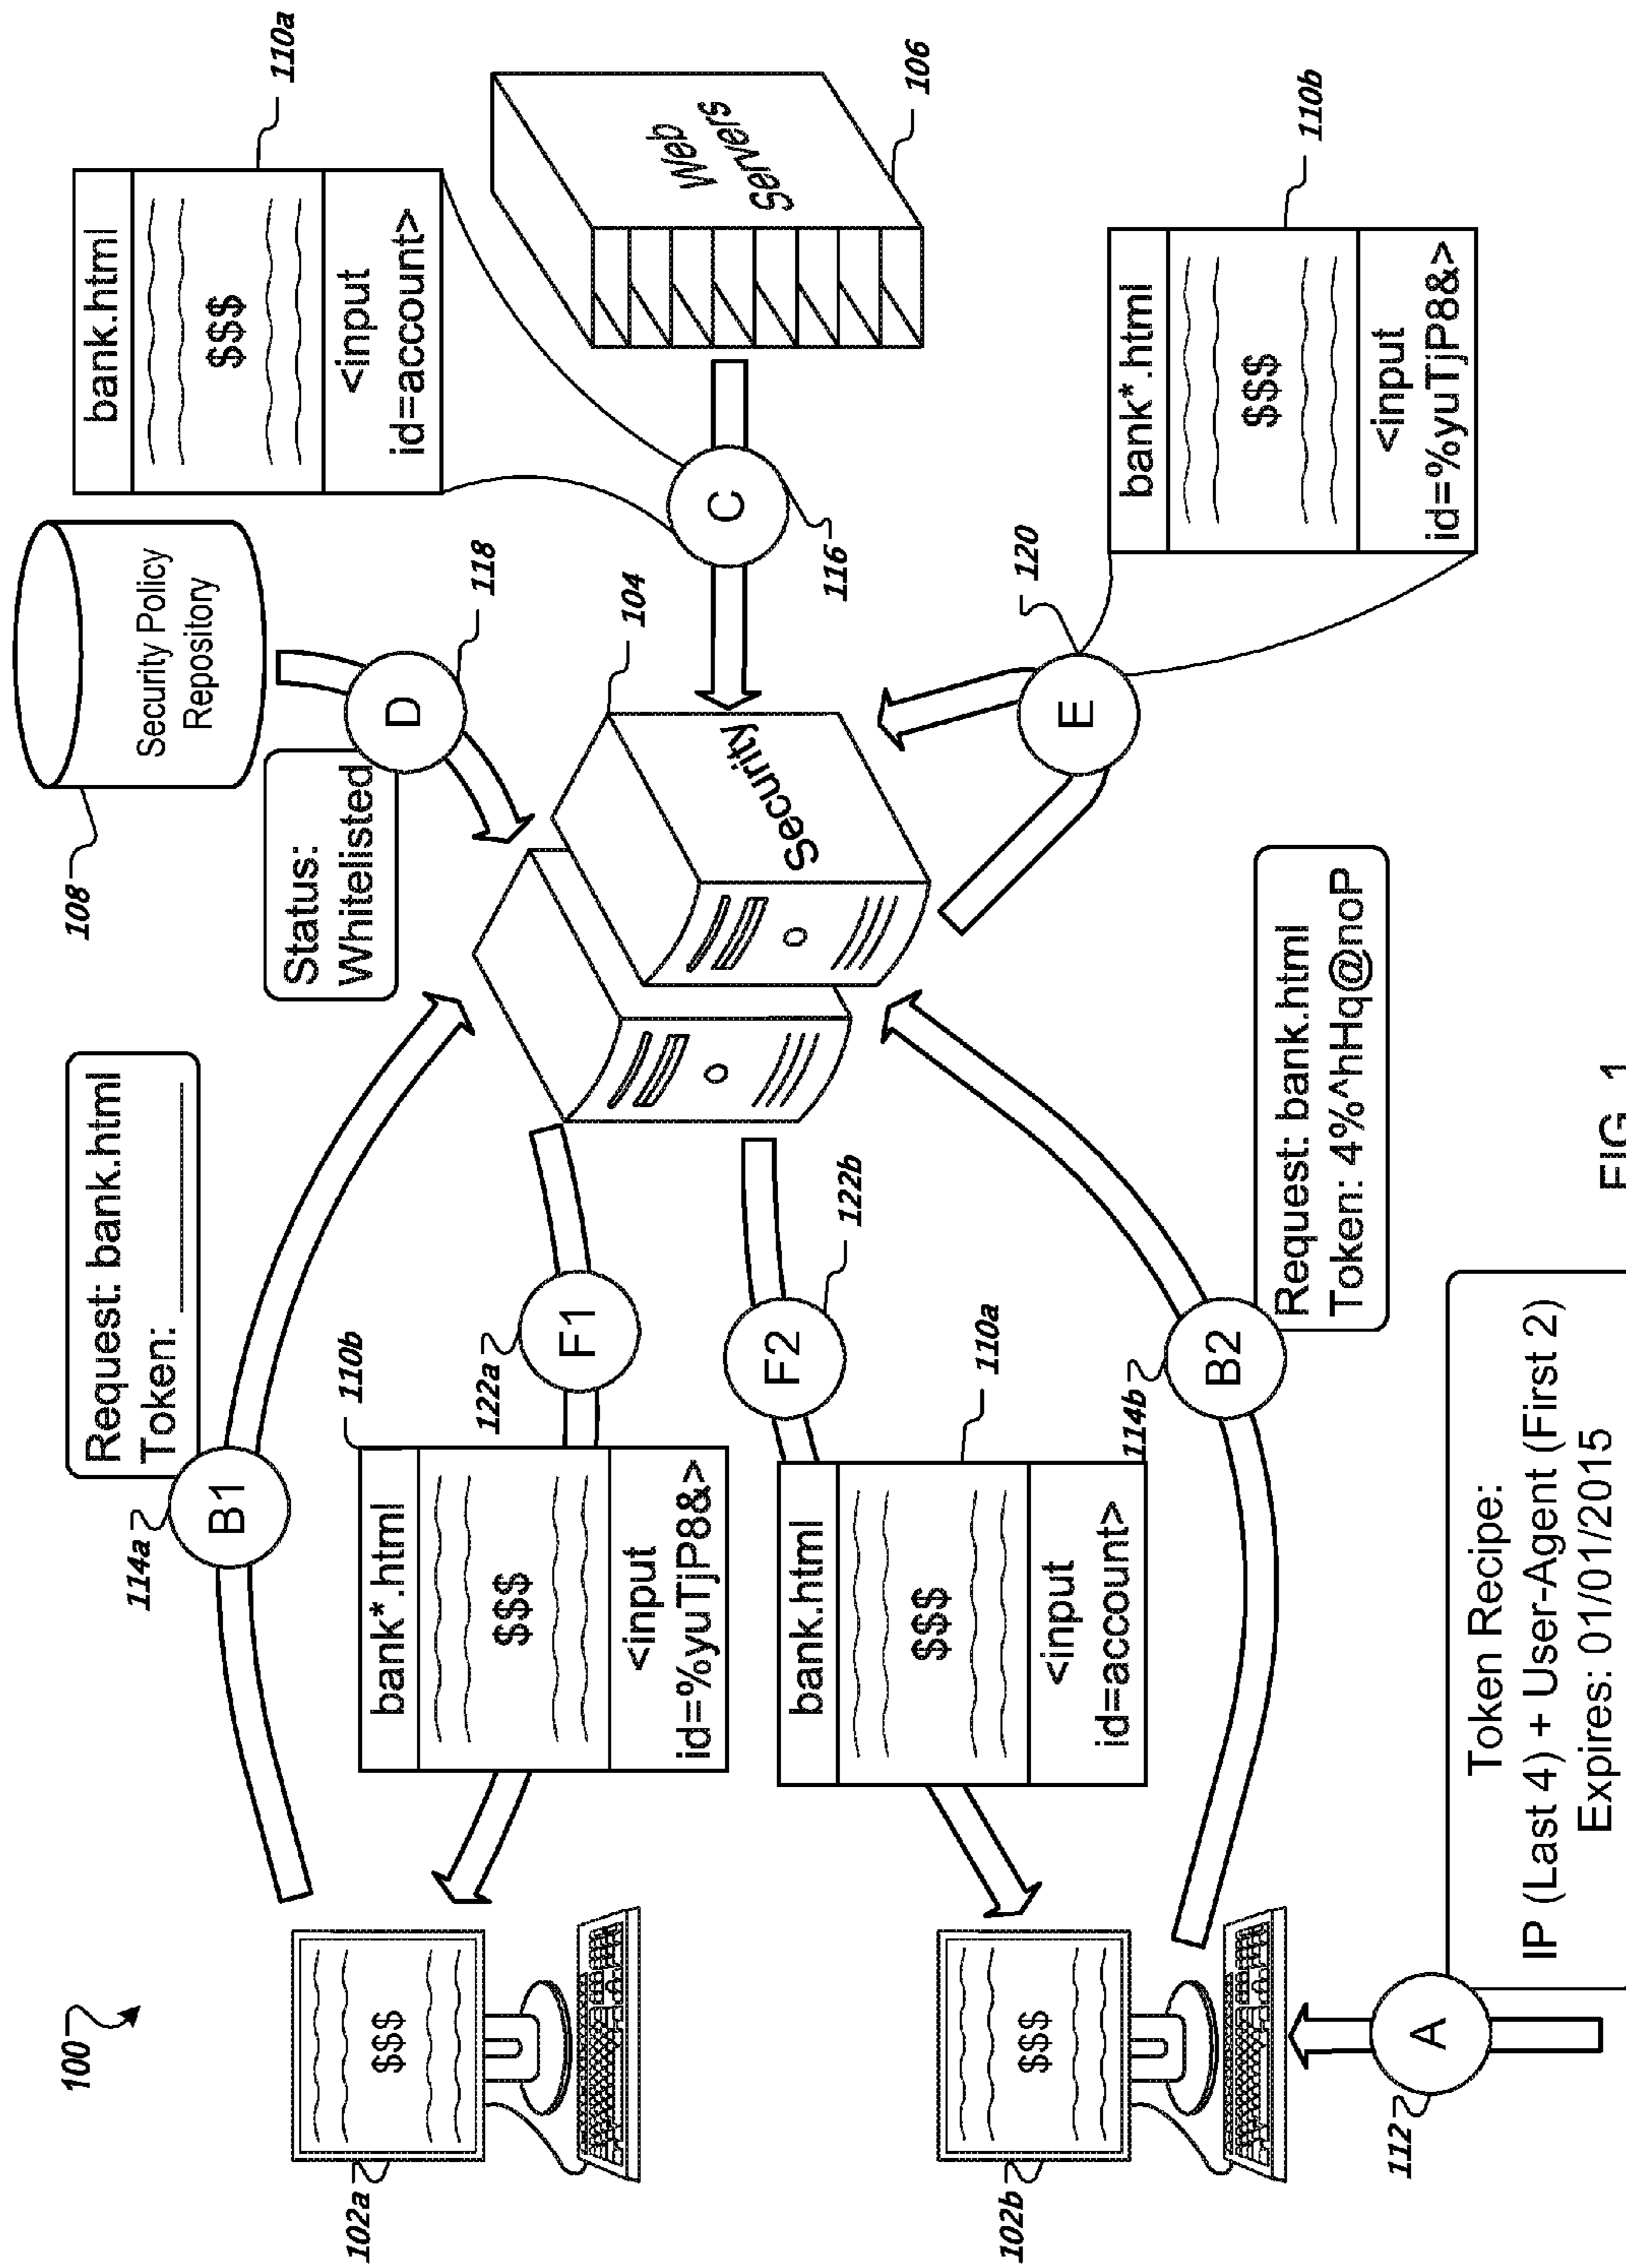 100
102a
102b
112
A
Token Recipe:
IP (Last 4) + User-Agent (First 2)
Expires: 01/01/2015
114a
B1
Request: bank.html
Token: ________
110b
bank*.html
$$$
<input
id=%yuTjP8&>
122a
F1
bank.html
$$$
<input
id=account>
110a
F2
122b
114b
B2
Request: bank.html
Token: 4%^hHq@noP
$$$
$$$
108
Security Policy
Repository
Status:
Whitelisted
D
118
104
Security
110a
bank.html
$$$
<input
id=account>
C
116
Web
Servers
106
E
120
110b
bank*.html
$$$
<input
id=%yuTjP8&>
FIG. 1